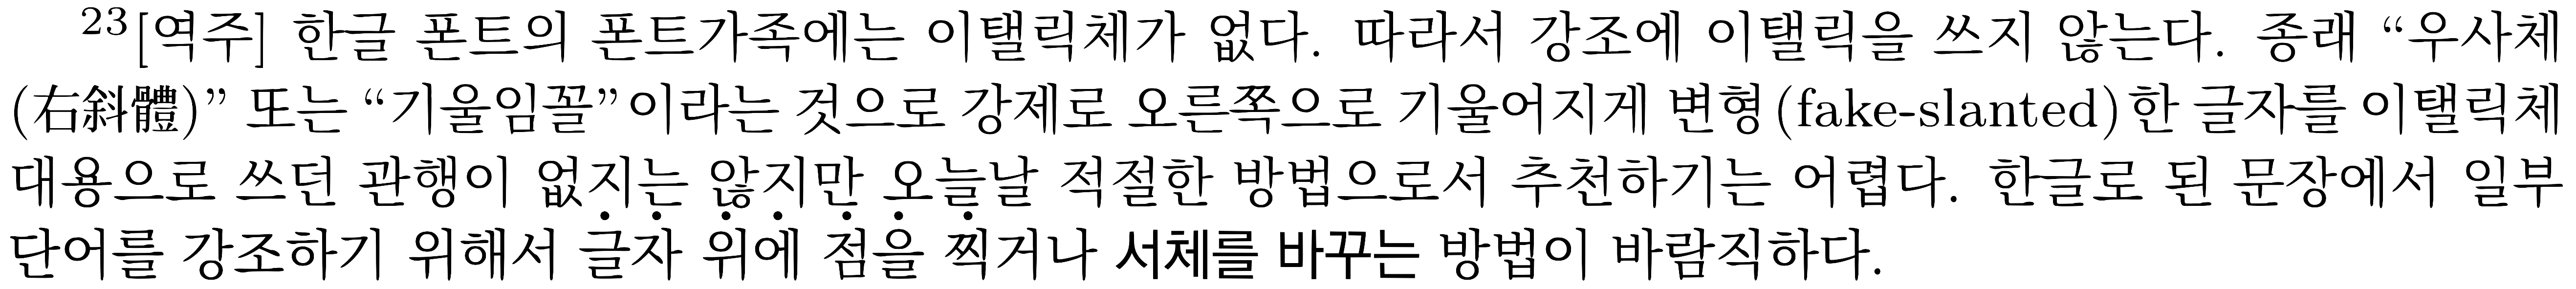 23[역주] 한글 폰트의 폰트가족에는 이탤릭체가 없다. 따라서 강조에 이탤릭을 쓰지 않는다. 종래 “우사체
(右斜體)” 또는 “기울임꼴”이라는 것으로 강제로 오른쪽으로 기울어지게 변형(fake-slanted)한 글자를 이탤릭체
대용으로 쓰던 관행이 없지는 않지만 오늘날 적절한 방법으로서 추천하기는 어렵다. 한글로 된 문장에서 일부
단어를 강조하기 위해서 글자 위에 점을 찍거나 서체를 바꾸는 방법이 바람직하다.